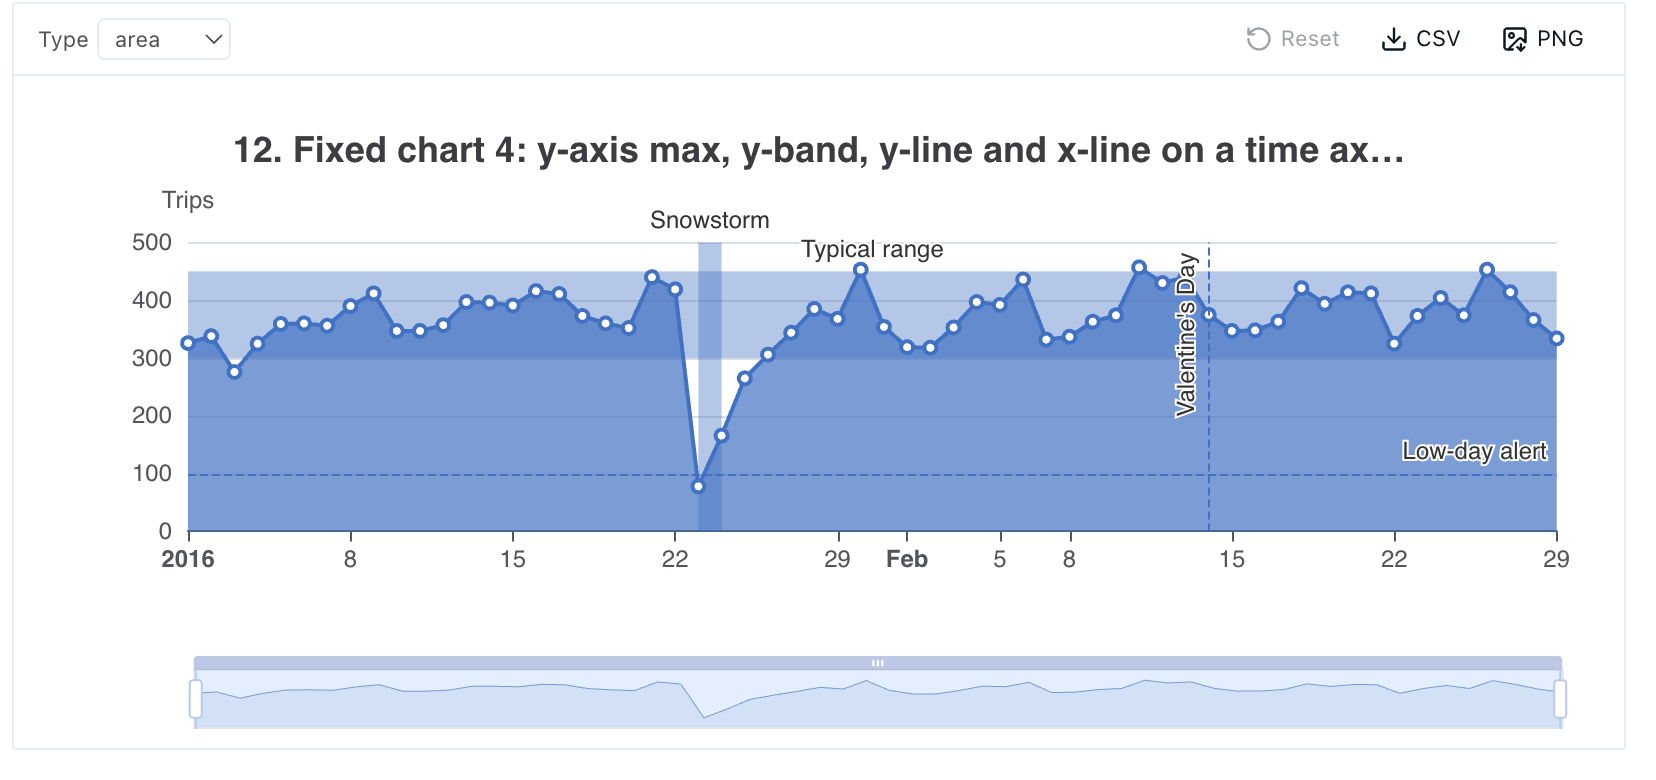 Type area Reset CSV PNG
12. Fixed chart 4: y-axis max, y-band, y-line and x-line on a time ax...
Trips
Snowstorm
Typical range
500
400
300
200
100
0
Valentine's Day
Low-day alert
2016 8 15 22 29 Feb 5 8 15 22 29